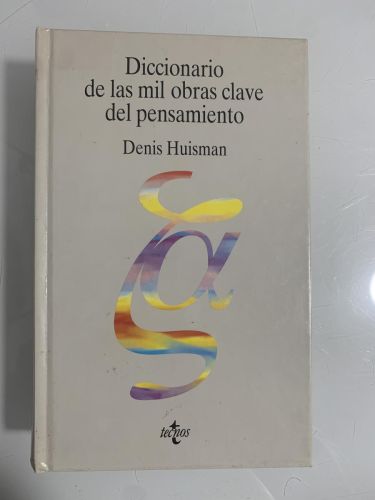 Diccionario
de las mil obras clave
del pensamiento
Denis Huisman
α
ς
tecnos